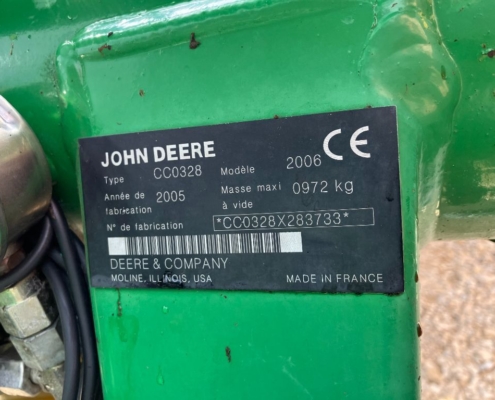 JOHN DEERE CE
Type CC0328 Modèle 2006
Année de fabrication 2005 Masse maxi à vide 0972 kg
N° de fabrication *CC0328X283733*
DEERE & COMPANY
MOLINE, ILLINOIS, USA MADE IN FRANCE